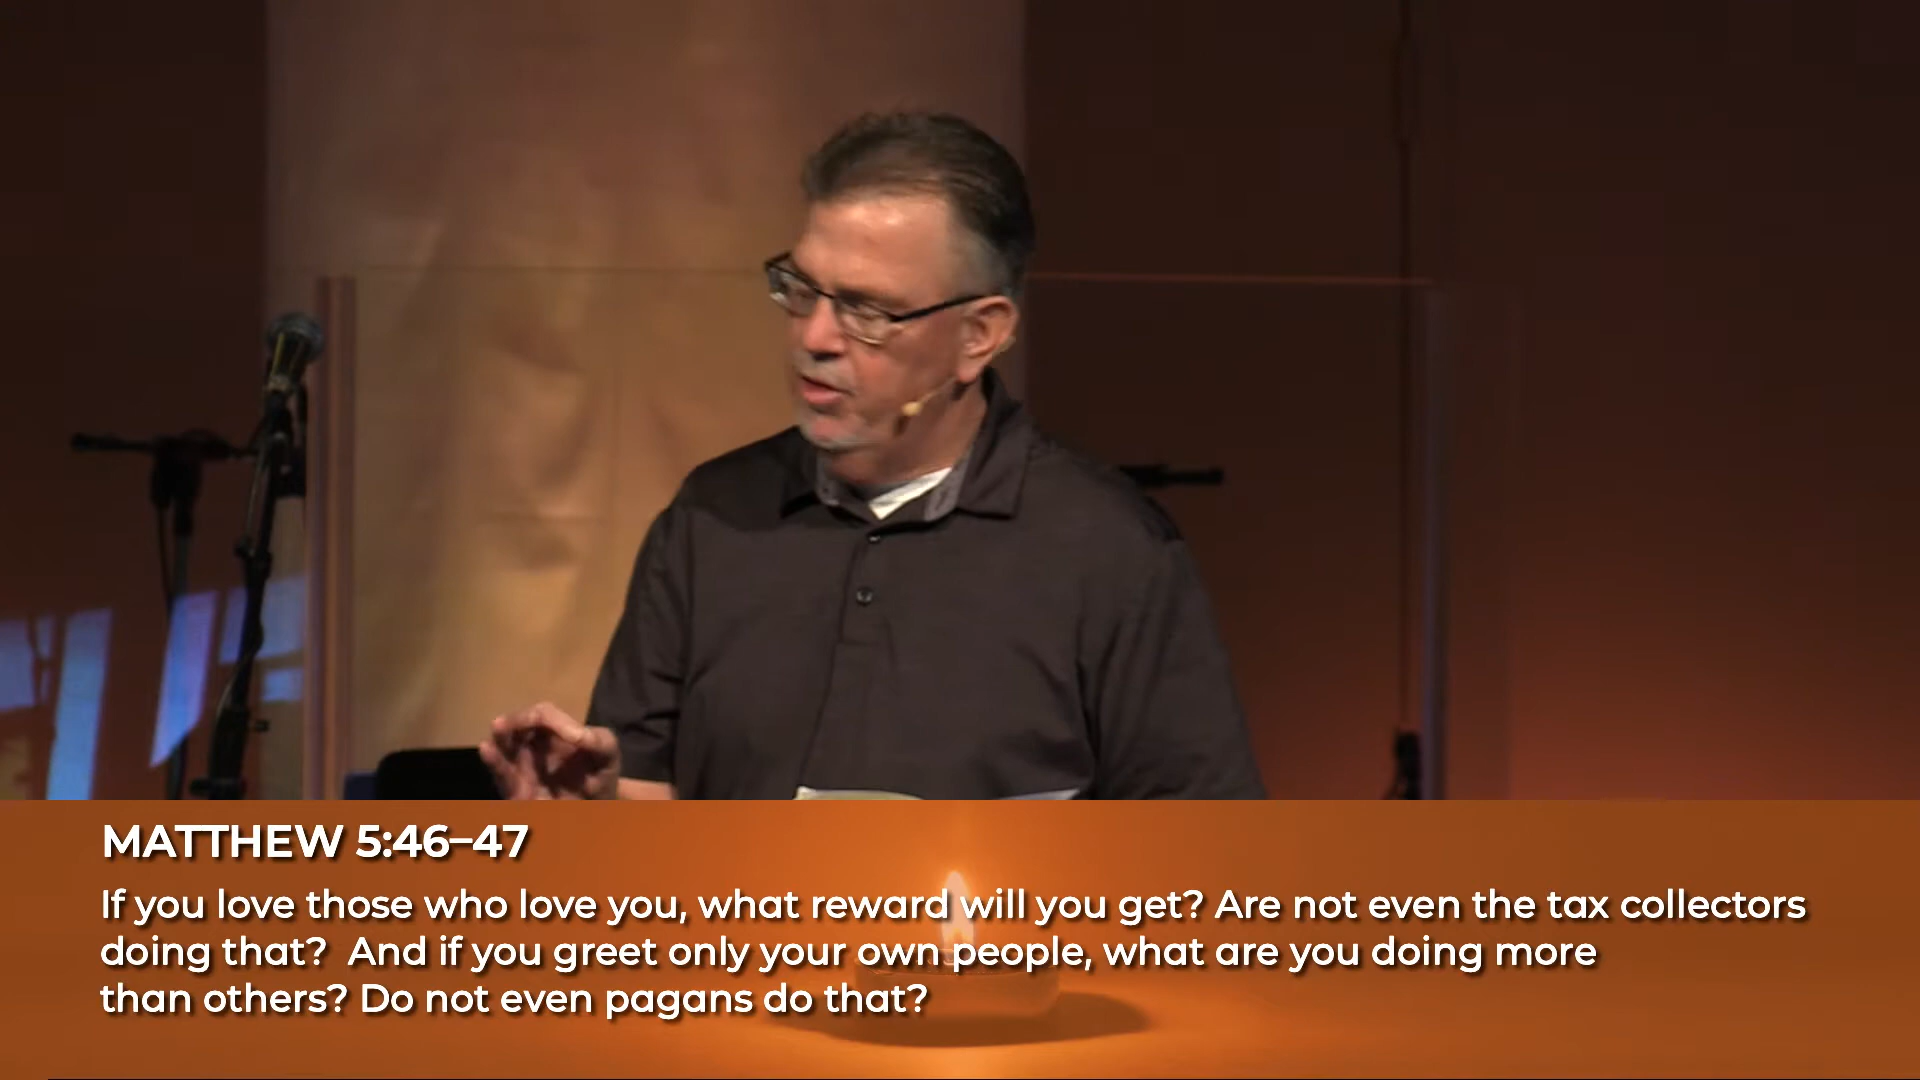 MATTHEW 5:46–47
If you love those who love you, what reward will you get? Are not even the tax collectors
doing that?  And if you greet only your own people, what are you doing more
than others? Do not even pagans do that?